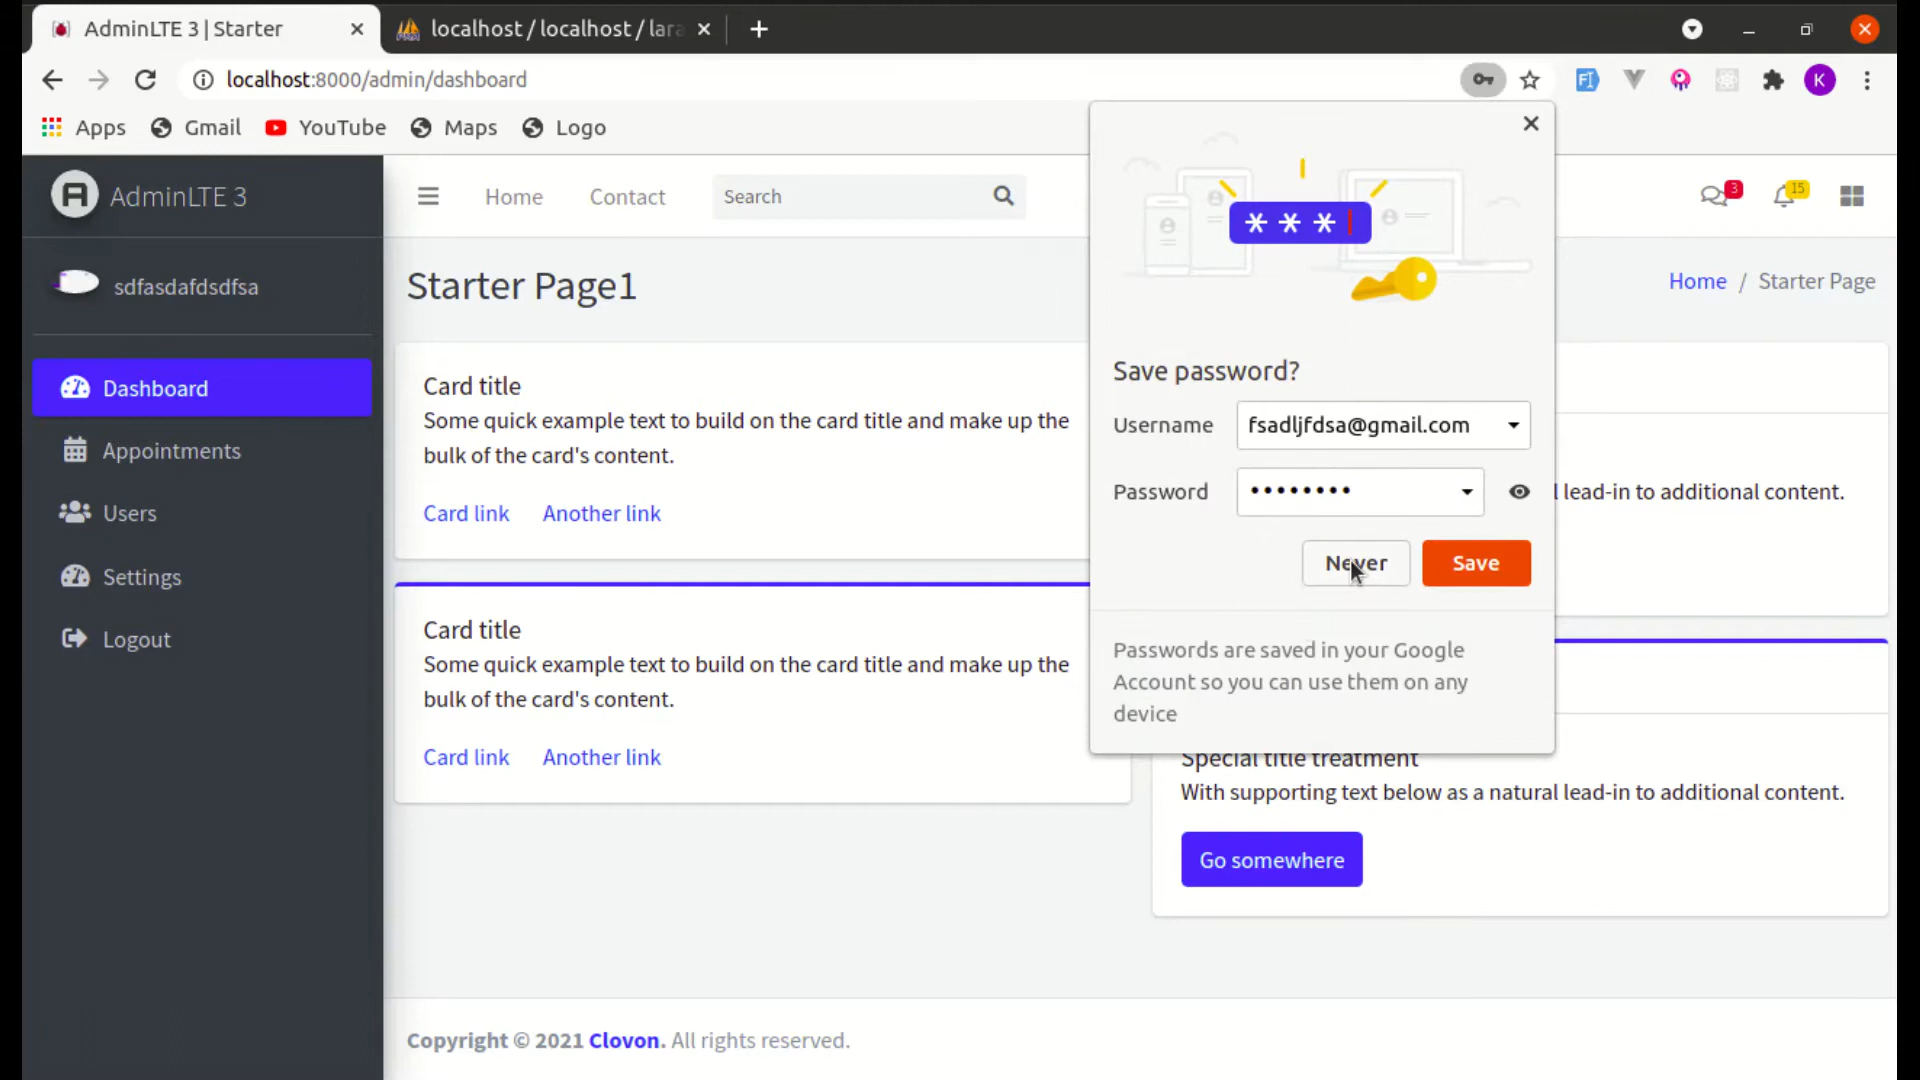 AdminLTE 3 | Starter
localhost / localhost / lara
localhost:8000/admin/dashboard
K
Apps
Gmail
YouTube
Maps
Logo
AdminLTE 3
Home
Contact
Search
3
15
sdfasdafdsdfsa
Starter Page1
Home / Starter Page
Dashboard
Appointments
Users
Settings
Logout
Card title
Some quick example text to build on the card title and make up the
bulk of the card's content.
Card link
Another link
Card title
Some quick example text to build on the card title and make up the
bulk of the card's content.
Card link
Another link
* * *
Save password?
Username
fsadljfdsa@gmail.com
Password
••••••••
Never
Save
Passwords are saved in your Google
Account so you can use them on any
device
lead-in to additional content.
Special title treatment
With supporting text below as a natural lead-in to additional content.
Go somewhere
Copyright © 2021 Clovon. All rights reserved.